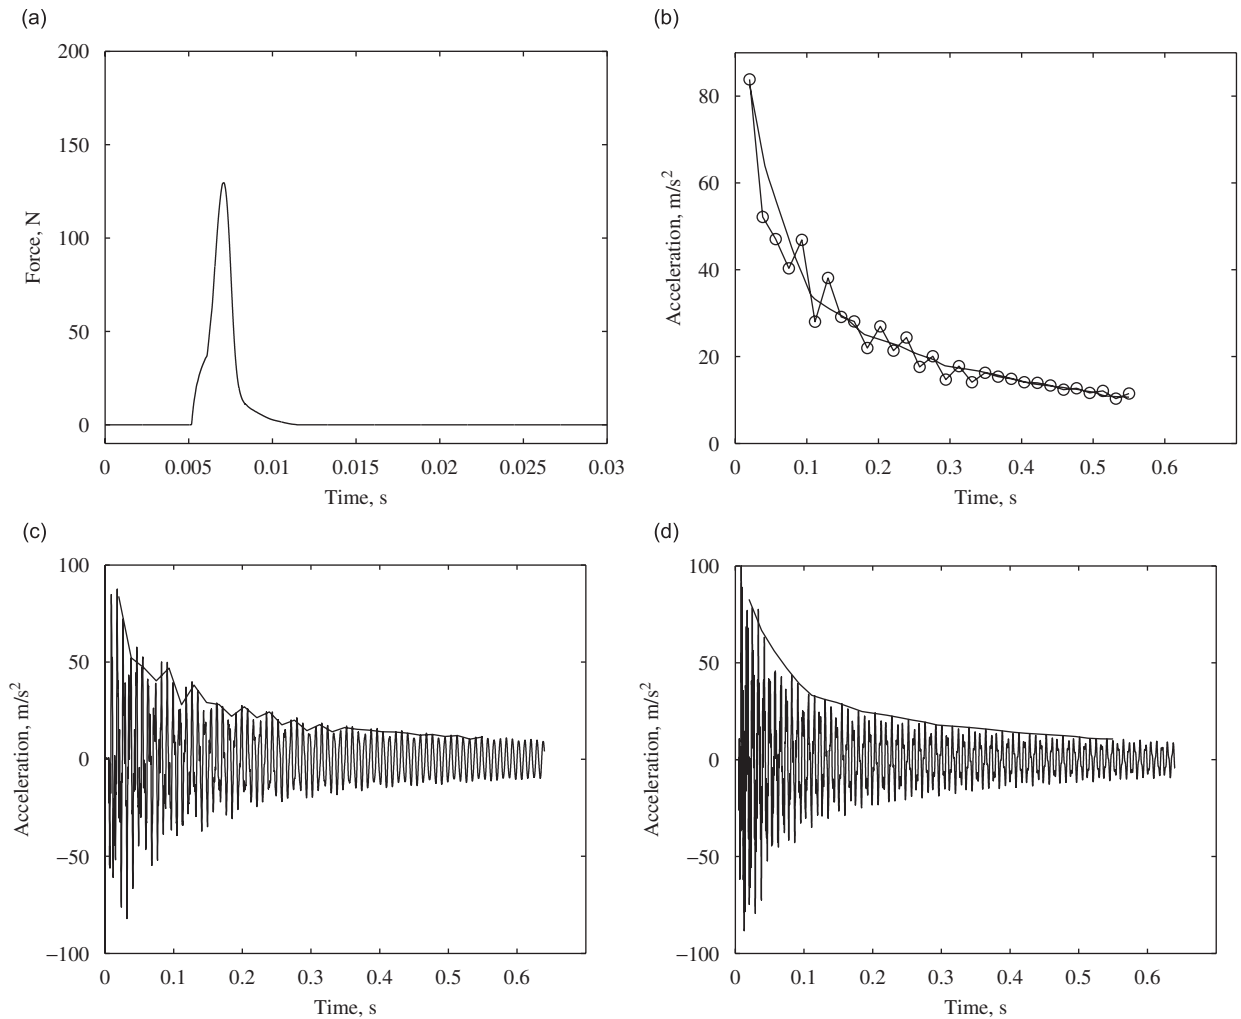 (a)
200
150
100
50
0
Force, N
0 0.005 0.01 0.015 0.02 0.025 0.03
Time, s
(b)
80
60
40
20
0
Acceleration, m/s²
0 0.1 0.2 0.3 0.4 0.5 0.6
Time, s
(c)
100
50
0
−50
−100
Acceleration, m/s²
0 0.1 0.2 0.3 0.4 0.5 0.6
Time, s
(d)
100
50
0
−50
−100
Acceleration, m/s²
0 0.1 0.2 0.3 0.4 0.5 0.6
Time, s